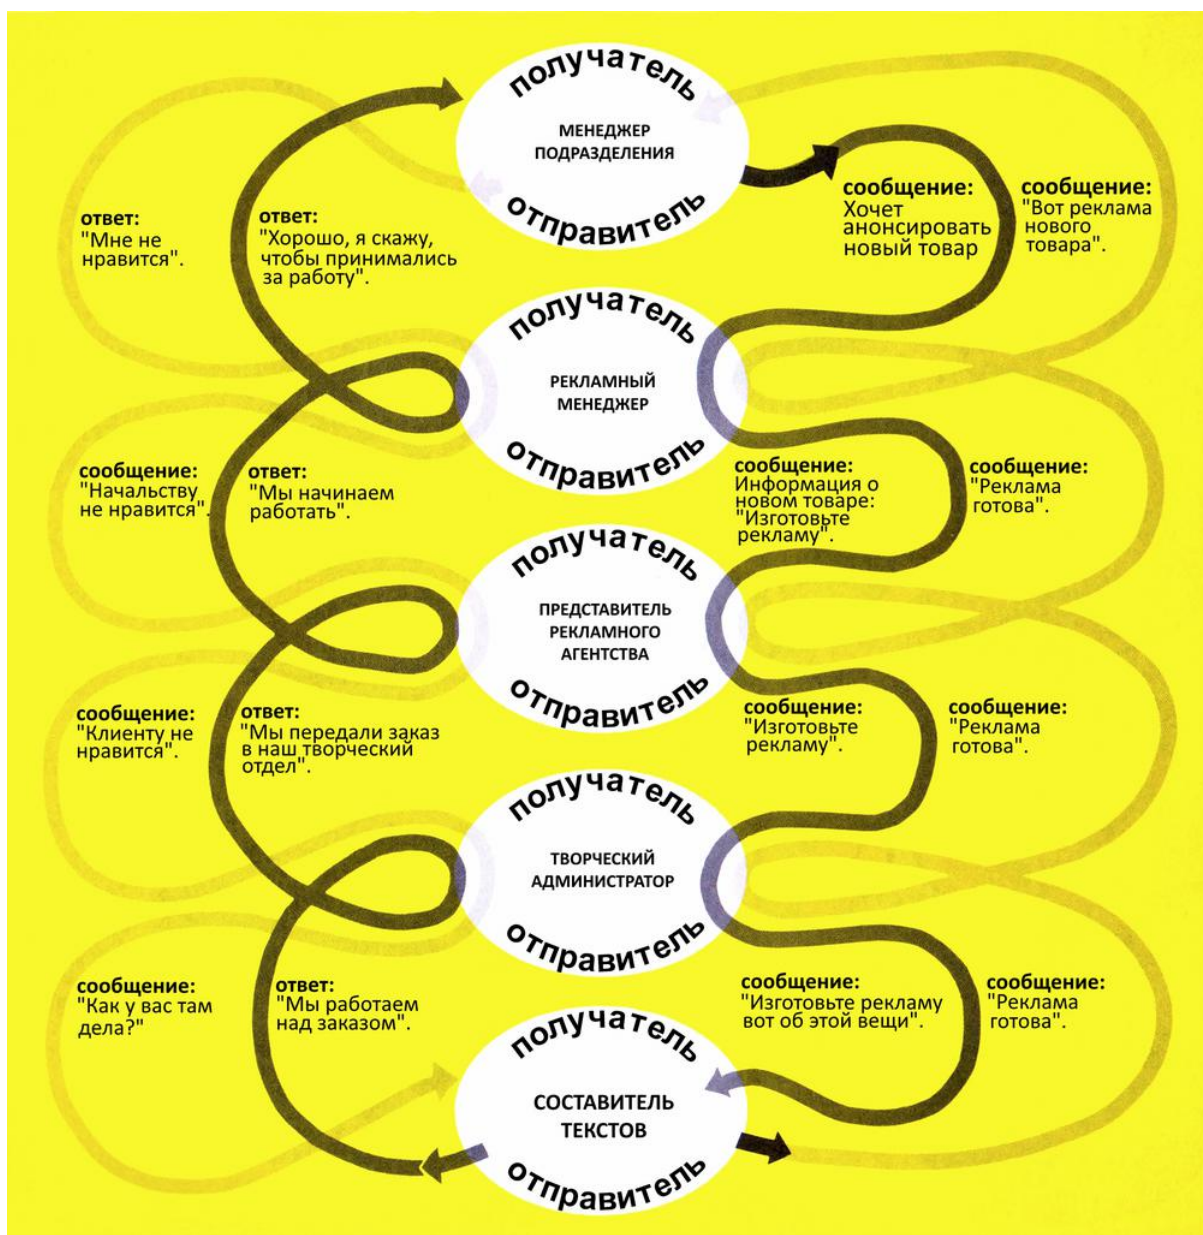 получатель
МЕНЕДЖЕР
ПОДРАЗДЕЛЕНИЯ
отправитель
ответ:
"Мне не
нравится".
ответ:
"Хорошо, я скажу,
чтобы принимались
за работу".
сообщение:
Хочет
анонсировать
новый товар
сообщение:
"Вот реклама
нового
товара".
получатель
РЕКЛАМНЫЙ
МЕНЕДЖЕР
отправитель
сообщение:
"Начальству
не нравится".
ответ:
"Мы начинаем
работать".
сообщение:
Информация о
новом товаре:
"Изготовьте
рекламу".
сообщение:
"Реклама
готова".
получатель
ПРЕДСТАВИТЕЛЬ
РЕКЛАМНОГО
АГЕНТСТВА
отправитель
сообщение:
"Клиенту не
нравится".
ответ:
"Мы передали заказ
в наш творческий
отдел".
сообщение:
"Изготовьте
рекламу".
сообщение:
"Реклама
готова".
получатель
ТВОРЧЕСКИЙ
АДМИНИСТРАТОР
отправитель
сообщение:
"Как у вас там
дела?"
ответ:
"Мы работаем
над заказом".
сообщение:
"Изготовьте рекламу
вот об этой вещи".
сообщение:
"Реклама
готова".
получатель
СОСТАВИТЕЛЬ
ТЕКСТОВ
отправитель